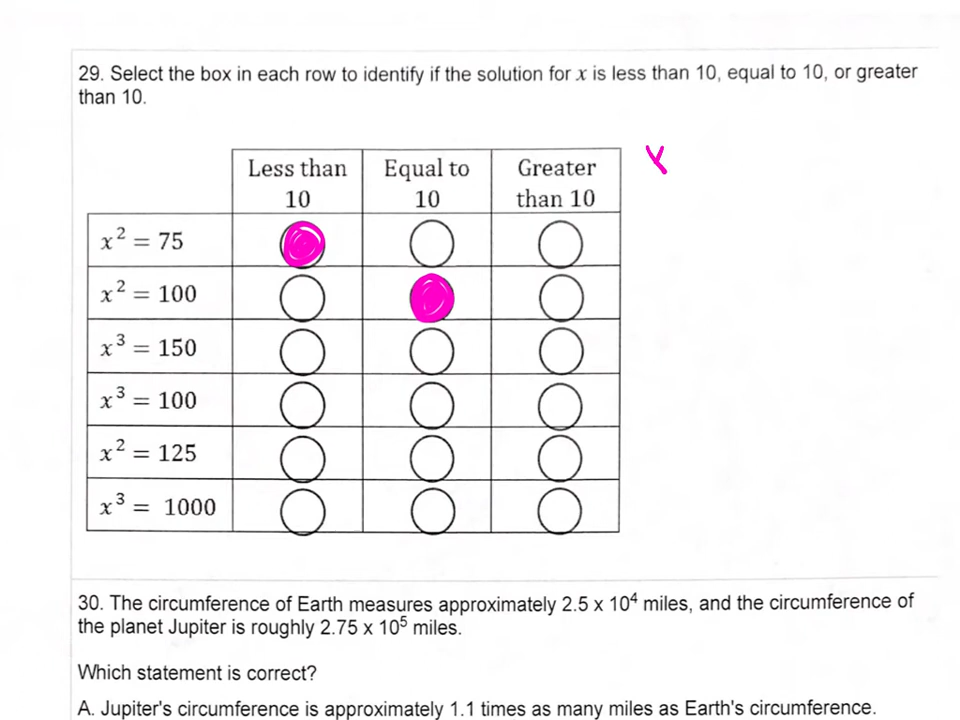 29. Select the box in each row to identify if the solution for x is less than 10, equal to 10, or greater
than 10.
Less than 10 Equal to 10 Greater than 10
x² = 75
x² = 100
x³ = 150
x³ = 100
x² = 125
x³ = 1000
30. The circumference of Earth measures approximately 2.5 x 10⁴ miles, and the circumference of
the planet Jupiter is roughly 2.75 x 10⁵ miles.
Which statement is correct?
A. Jupiter's circumference is approximately 1.1 times as many miles as Earth's circumference.